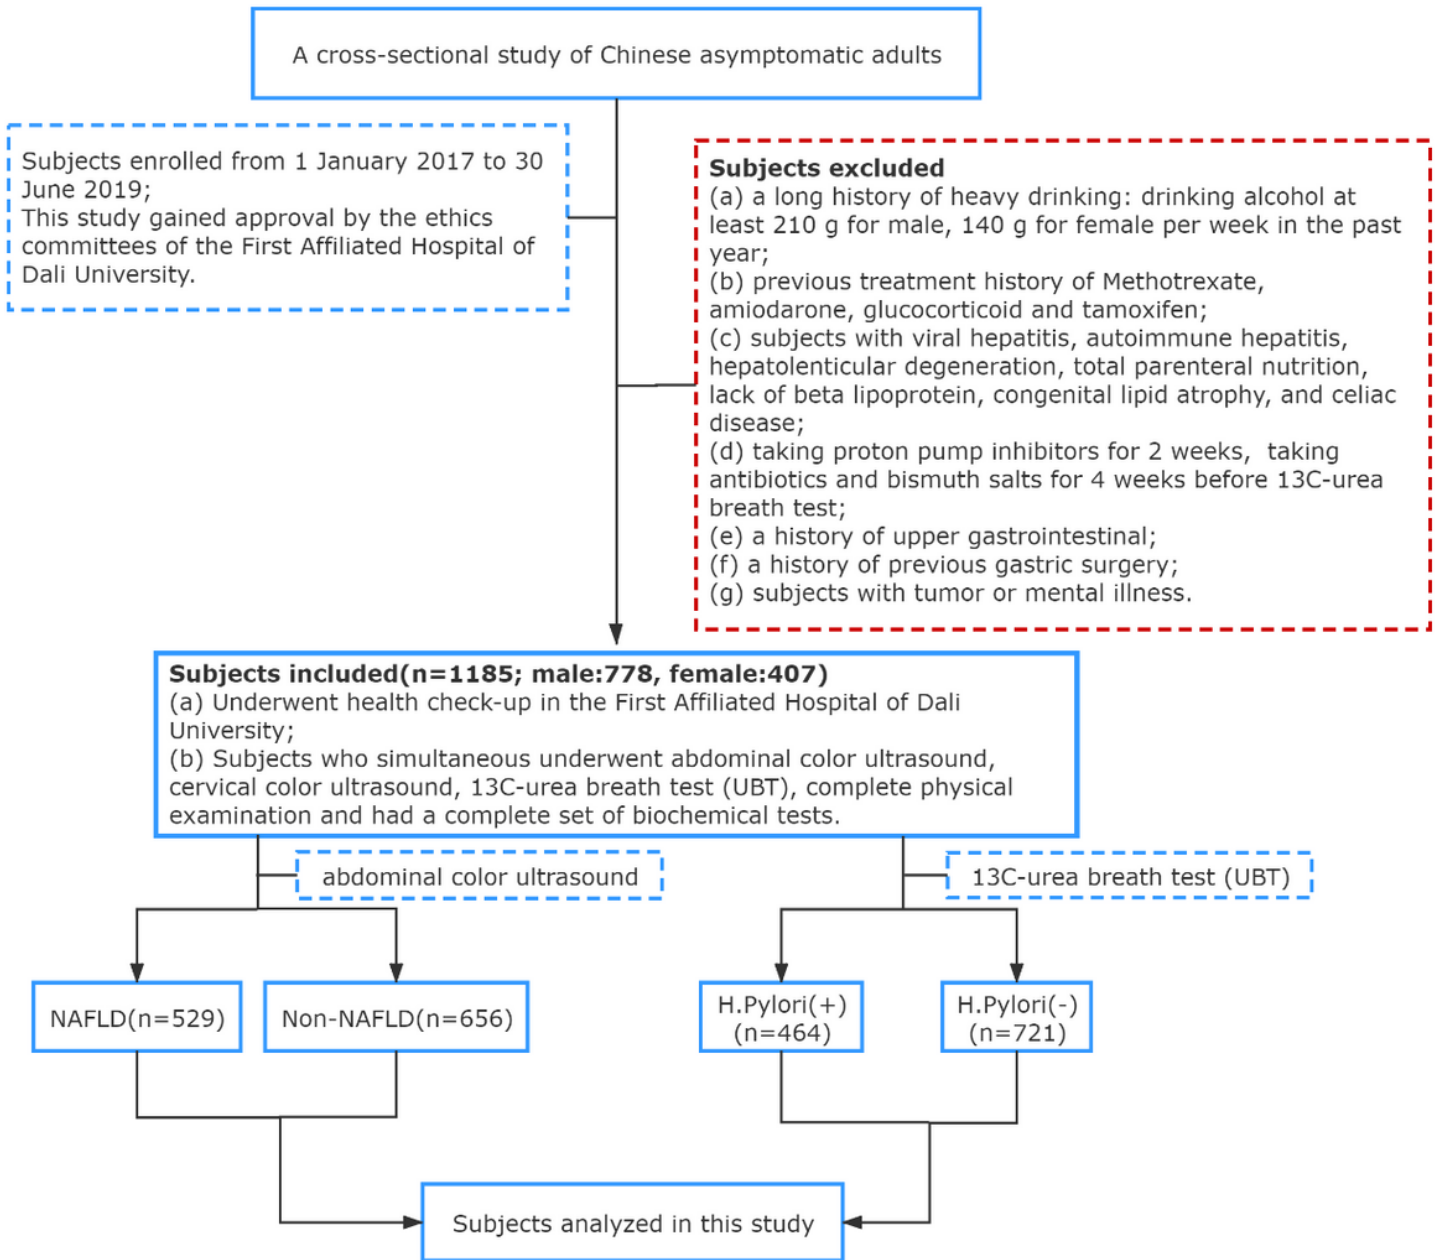 A cross-sectional study of Chinese asymptomatic adults
Subjects enrolled from 1 January 2017 to 30
June 2019;
This study gained approval by the ethics
committees of the First Affiliated Hospital of
Dali University.
Subjects excluded
(a) a long history of heavy drinking: drinking alcohol at
least 210 g for male, 140 g for female per week in the past
year;
(b) previous treatment history of Methotrexate,
amiodarone, glucocorticoid and tamoxifen;
(c) subjects with viral hepatitis, autoimmune hepatitis,
hepatolenticular degeneration, total parenteral nutrition,
lack of beta lipoprotein, congenital lipid atrophy, and celiac
disease;
(d) taking proton pump inhibitors for 2 weeks,  taking
antibiotics and bismuth salts for 4 weeks before 13C-urea
breath test;
(e) a history of upper gastrointestinal;
(f) a history of previous gastric surgery;
(g) subjects with tumor or mental illness.
Subjects included(n=1185; male:778, female:407)
(a) Underwent health check-up in the First Affiliated Hospital of Dali
University;
(b) Subjects who simultaneous underwent abdominal color ultrasound,
cervical color ultrasound, 13C-urea breath test (UBT), complete physical
examination and had a complete set of biochemical tests.
abdominal color ultrasound
13C-urea breath test (UBT)
NAFLD(n=529)
Non-NAFLD(n=656)
H.Pylori(+)
(n=464)
H.Pylori(-)
(n=721)
Subjects analyzed in this study